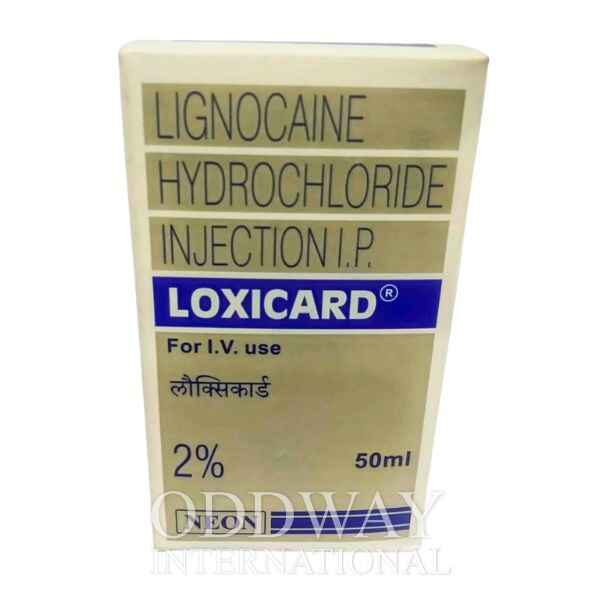 LIGNOCAINE
HYDROCHLORIDE
INJECTION I.P.
LOXICARD®
For I.V. use
लौक्सिकार्ड
2% 50ml
ODDWAY
NEON
INTERNATIONAL